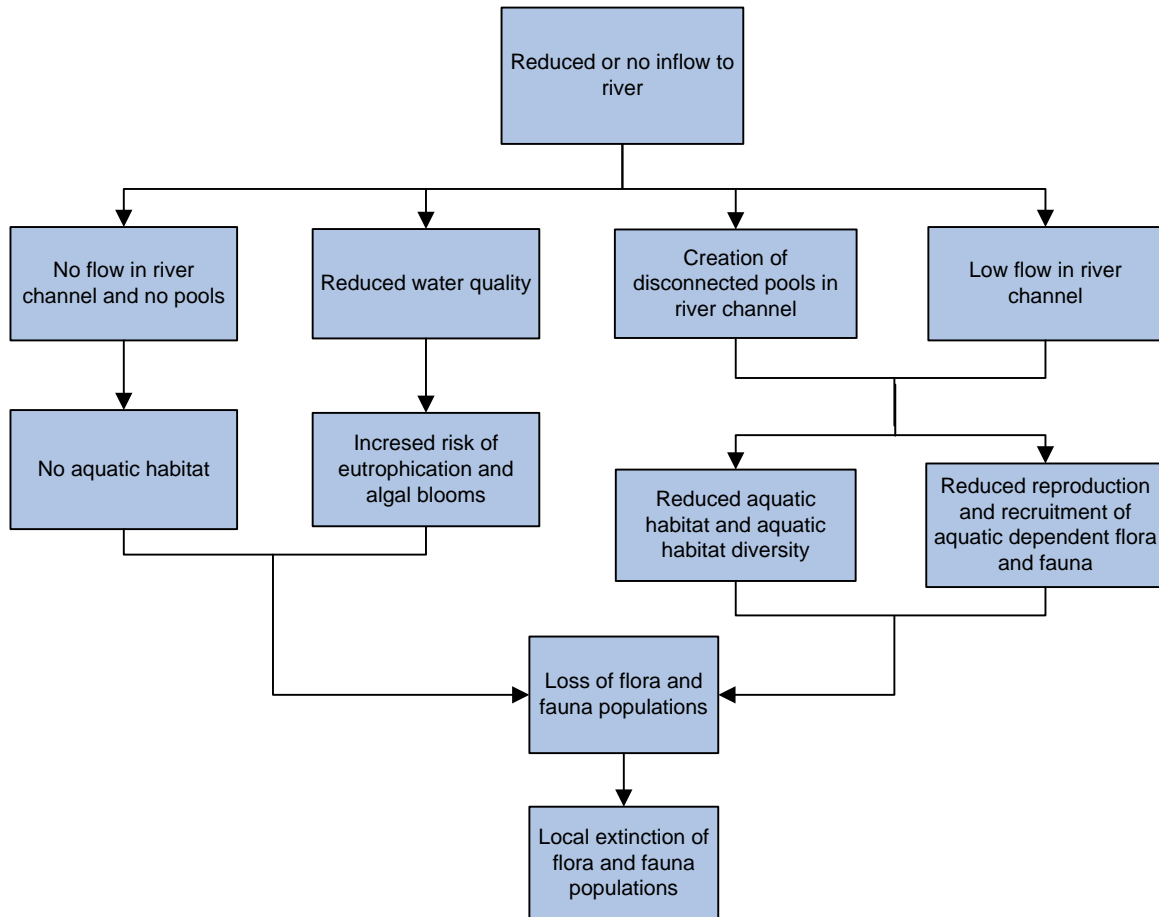 Reduced or no inflow to
river
No flow in river
channel and no pools
Reduced water quality
Creation of
disconnected pools in
river channel
Low flow in river
channel
No aquatic habitat
Incresed risk of
eutrophication and
algal blooms
Reduced aquatic
habitat and aquatic
habitat diversity
Reduced reproduction
and recruitment of
aquatic dependent flora
and fauna
Loss of flora and
fauna populations
Local extinction of
flora and fauna
populations